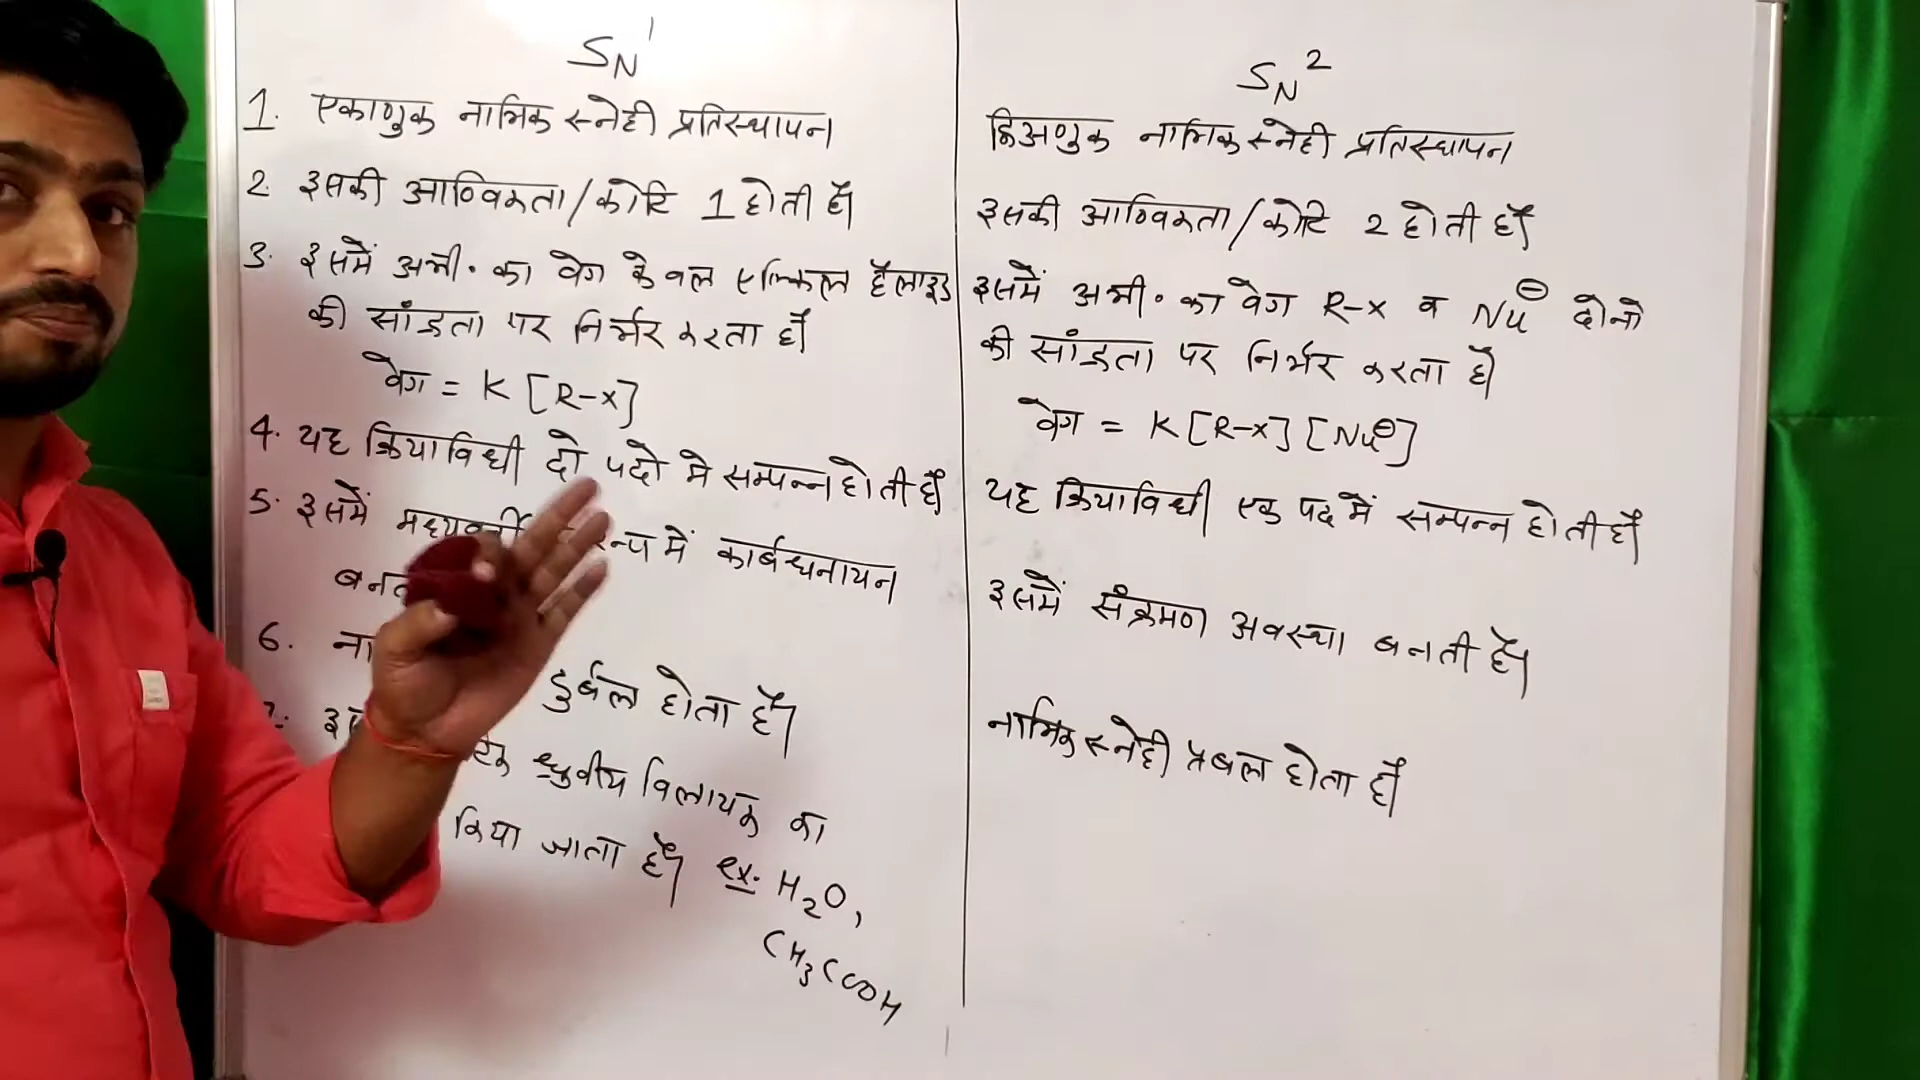 SN1
1. एकाणुक नाभिक स्नेही प्रतिस्थापन
2. इसकी आण्विकता/कोटि 1 होती है।
3. इसमें अभी. का वेग केवल एल्किल हैलाइड
की सांद्रता पर निर्भर करता है।
वेग = K [R-X]
4. यह क्रियाविधी दो पदो में सम्पन्न होती है।
5. इसमें मध्यवर्ती में कार्बधनायन
6. दुर्बल होता है।
ध्रुवीय विलायक का
किया जाता है। ex. H2O,
CH3COOH
SN2
द्विअणुक नाभिक स्नेही प्रतिस्थापन
इसकी आण्विकता/कोटि 2 होती है।
इसमें अभी. का वेग R-X व Nu⊖ दोनो
की सांद्रता पर निर्भर करता है।
वेग = K [R-X] [Nu⊖]
यह क्रियाविधी एक पद में सम्पन्न होती है।
इसमें संक्रमण अवस्था बनती है।
नाभिक स्नेही प्रबल होता है।